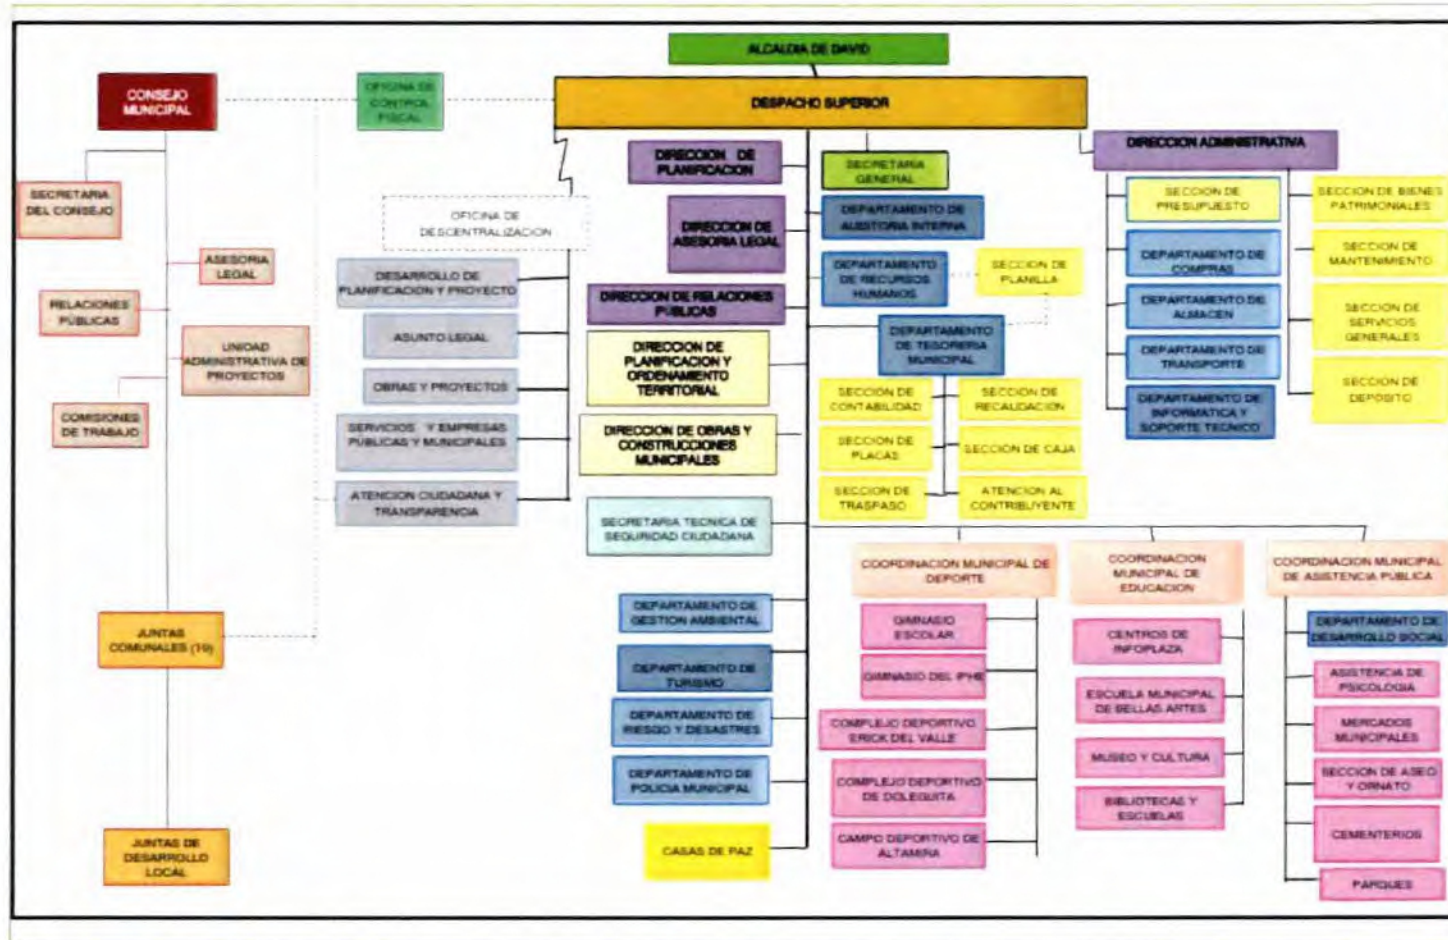 ALCALDIA DE DAVID
DESPACHO SUPERIOR
CONSEJO
MUNICIPAL
OFICINA DE
CONTROL
FISCAL
SECRETARIA
DEL CONSEJO
ASESORIA
LEGAL
RELACIONES
PÚBLICAS
UNIDAD
ADMINISTRATIVA DE
PROYECTOS
COMISIONES
DE TRABAJO
JUNTAS
COMUNALES (10)
JUNTAS DE
DESARROLLO
LOCAL
OFICINA DE
DESCENTRALIZACION
DESARROLLO DE
PLANIFICACION Y PROYECTO
ASUNTO LEGAL
OBRAS Y PROYECTOS
SERVICIOS Y EMPRESAS
PUBLICAS Y MUNICIPALES
ATENCION CIUDADANA Y
TRANSPARENCIA
DIRECCION DE
PLANIFICACION
DIRECCION DE
ASESORIA LEGAL
DIRECCION DE RELACIONES
PÚBLICAS
DIRECCION DE
PLANIFICACION Y
ORDENAMIENTO
TERRITORIAL
DIRECCION DE OBRAS Y
CONSTRUCCIONES
MUNICIPALES
SECRETARIA TECNICA DE
SEGURIDAD CIUDADANA
DEPARTAMENTO DE
GESTION AMBIENTAL
DEPARTAMENTO DE
TURISMO
DEPARTAMENTO DE
RIESGO Y DESASTRES
DEPARTAMENTO DE
POLICIA MUNICIPAL
CASAS DE PAZ
SECRETARIA
GENERAL
DEPARTAMENTO DE
AUDITORIA INTERNA
DEPARTAMENTO
DE RECURSOS
HUMANOS
SECCION DE
PLANILLA
DEPARTAMENTO
DE TESORERIA
MUNICIPAL
SECCION DE
CONTABILIDAD
SECCION DE
RECAUDACION
SECCION DE
PLACAS
SECCION DE CAJA
SECCION DE
TRASPASO
ATENCION AL
CONTRIBUYENTE
DIRECCION ADMINISTRATIVA
SECCION DE
PRESUPUESTO
SECCION DE BIENES
PATRIMONIALES
DEPARTAMENTO DE
COMPRAS
SECCION DE
MANTENIMIENTO
DEPARTAMENTO DE
ALMACEN
SECCION DE
SERVICIOS
GENERALES
DEPARTAMENTO DE
TRANSPORTE
SECCION DE
DEPOSITO
DEPARTAMENTO DE
INFORMATICA Y
SOPORTE TECNICO
COORDINACION MUNICIPAL DE
DEPORTE
GIMNASIO
ESCOLAR
GIMNASIO DEL IPHE
COMPLEJO DEPORTIVO
ERICK DEL VALLE
COMPLEJO DEPORTIVO
DE DOLEGUITA
CAMPO DEPORTIVO DE
ALTAMIRA
COORDINACION
MUNICIPAL DE
EDUCACION
CENTROS DE
INFOPLAZA
ESCUELA MUNICIPAL
DE BELLAS ARTES
MUSEO Y CULTURA
BIBLIOTECAS Y
ESCUELAS
COORDINACION MUNICIPAL
DE ASISTENCIA PUBLICA
DEPARTAMENTO DE
DESARROLLO SOCIAL
ASISTENCIA DE
PSICOLOGIA
MERCADOS
MUNICIPALES
SECCION DE ASEO
Y ORNATO
CEMENTERIOS
PARQUES